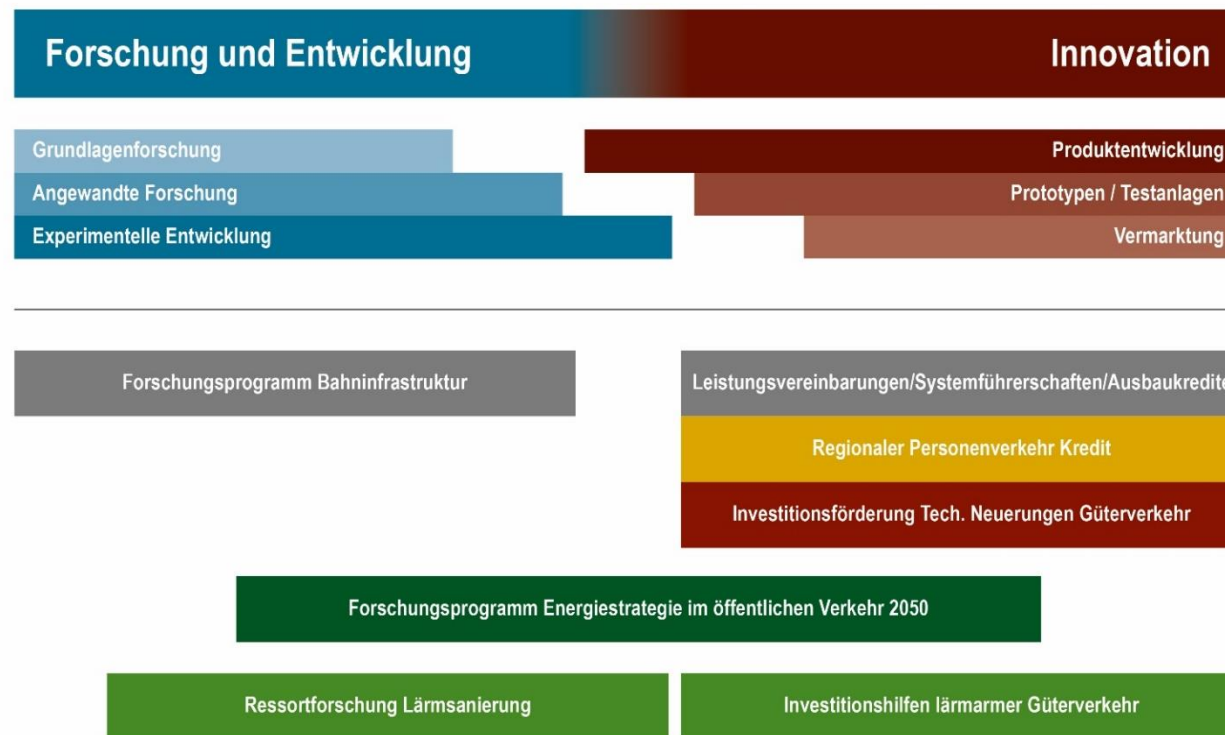 Forschung und Entwicklung
Innovation
Grundlagenforschung
Produktentwicklung
Angewandte Forschung
Prototypen / Testanlagen
Experimentelle Entwicklung
Vermarktung
Forschungsprogramm Bahninfrastruktur
Leistungsvereinbarungen/Systemführerschaften/Ausbaukredite
Regionaler Personenverkehr Kredit
Investitionsförderung Tech. Neuerungen Güterverkehr
Forschungsprogramm Energiestrategie im öffentlichen Verkehr 2050
Ressortforschung Lärmsanierung
Investitionshilfen lärmarmer Güterverkehr